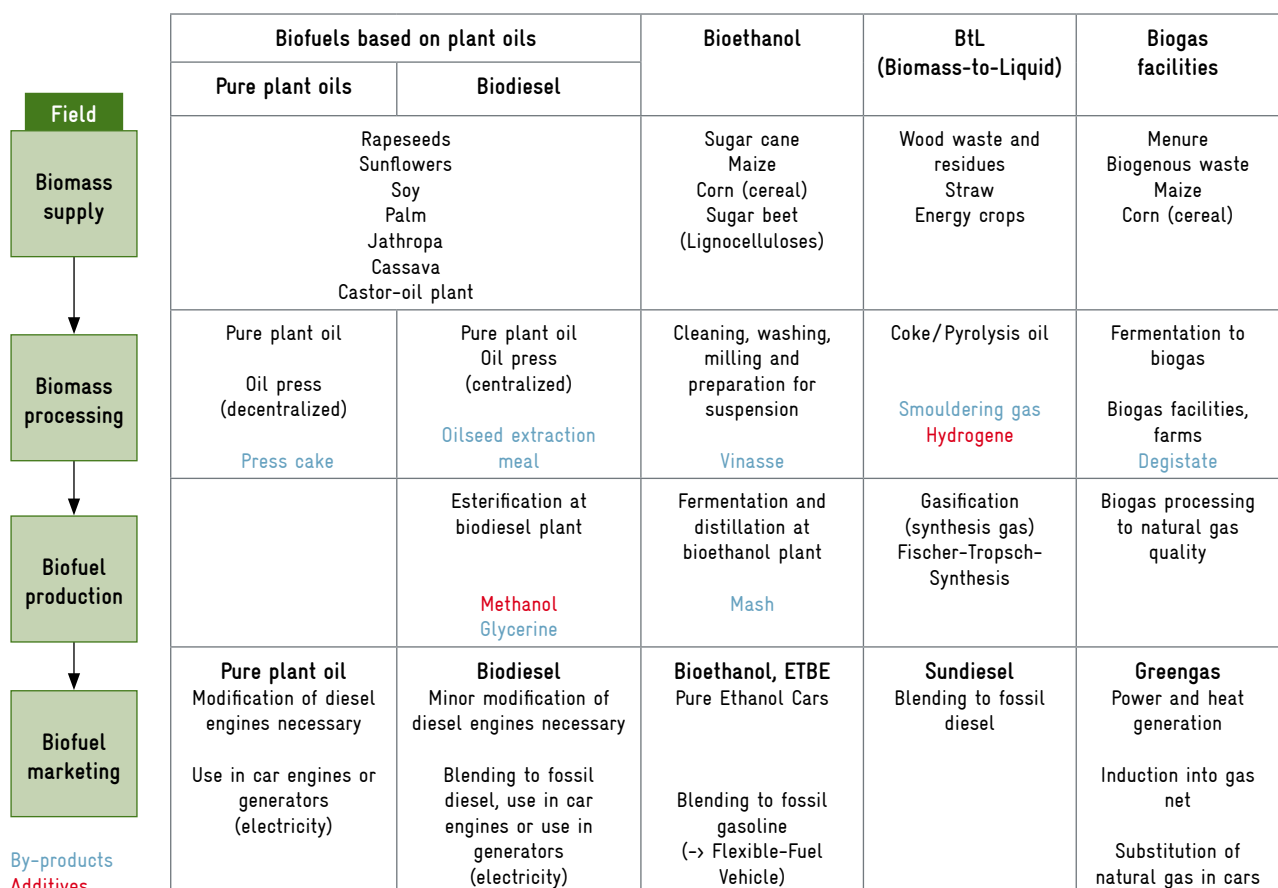 Biofuels based on plant oils
Bioethanol
BtL
(Biomass-to-Liquid)
Biogas
facilities
Pure plant oils
Biodiesel
Field
Biomass
supply
Rapeseeds
Sunflowers
Soy
Palm
Jathropa
Cassava
Castor-oil plant
Sugar cane
Maize
Corn (cereal)
Sugar beet
(Lignocelluloses)
Wood waste and
residues
Straw
Energy crops
Menure
Biogenous waste
Maize
Corn (cereal)
Biomass
processing
Pure plant oil
Oil press
(decentralized)
Press cake
Pure plant oil
Oil press
(centralized)
Oilseed extraction
meal
Cleaning, washing,
milling and
preparation for
suspension
Vinasse
Coke/Pyrolysis oil
Smouldering gas
Hydrogene
Fermentation to
biogas
Biogas facilities,
farms
Degistate
Biofuel
production
Esterification at
biodiesel plant
Methanol
Glycerine
Fermentation and
distillation at
bioethanol plant
Mash
Gasification
(synthesis gas)
Fischer-Tropsch-
Synthesis
Biogas processing
to natural gas
quality
Biofuel
marketing
Pure plant oil
Modification of diesel
engines necessary
Use in car engines or
generators
(electricity)
Biodiesel
Minor modification of
diesel engines necessary
Blending to fossil
diesel, use in car
engines or use in
generators
(electricity)
Bioethanol, ETBE
Pure Ethanol Cars
Blending to fossil
gasoline
(-> Flexible-Fuel
Vehicle)
Sundiesel
Blending to fossil
diesel
Greengas
Power and heat
generation
Induction into gas
net
Substitution of
natural gas in cars
By-products
Additives